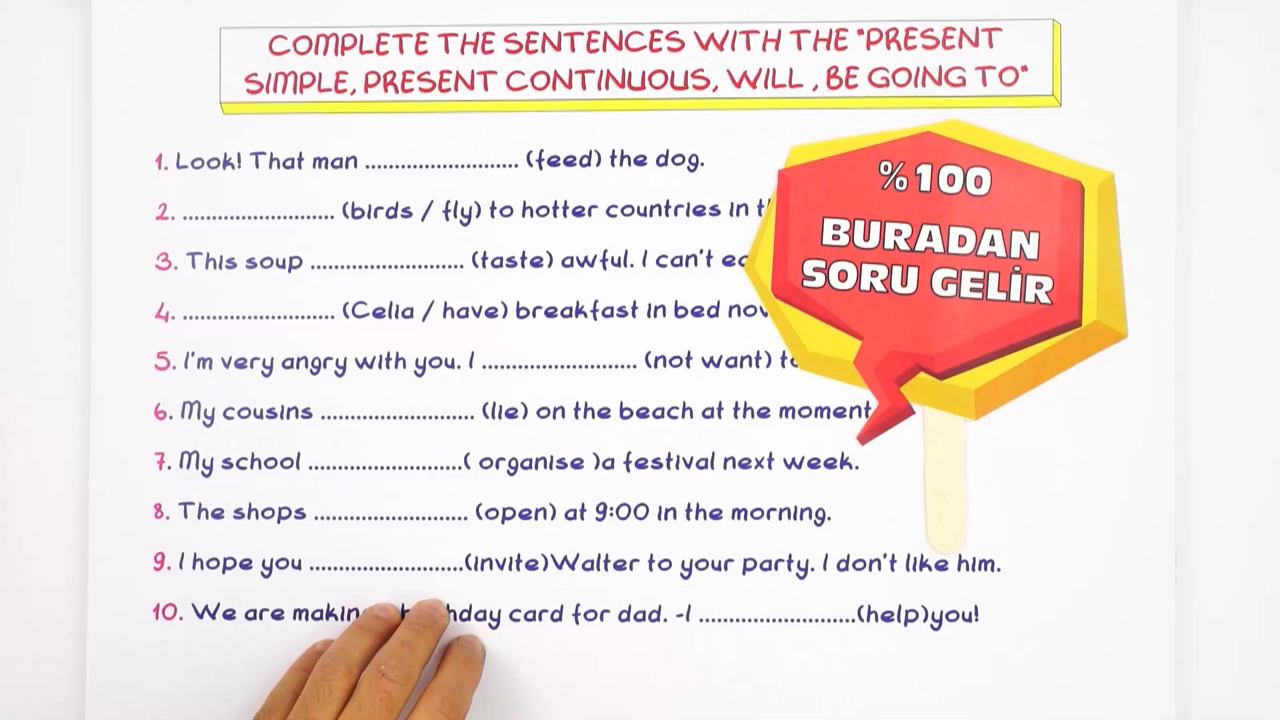 COMPLETE THE SENTENCES WITH THE "PRESENT
SIMPLE, PRESENT CONTINUOUS, WILL , BE GOING TO"
1. Look! That man .......................... (feed) the dog.
2. .......................... (birds / fly) to hotter countries in
3. This soup .......................... (taste) awful. I can't
4. .......................... (Celia / have) breakfast in bed
5. I'm very angry with you. I .......................... (not want)
6. My cousins .......................... (lie) on the beach at the moment
7. My school ..........................( organise )a festival next week.
8. The shops .......................... (open) at 9:00 in the morning.
9. I hope you ..........................(invite)Walter to your party. I don't like him.
10. We are card for dad. -I ..........................(help)you!
%100
BURADAN
SORU GELİR